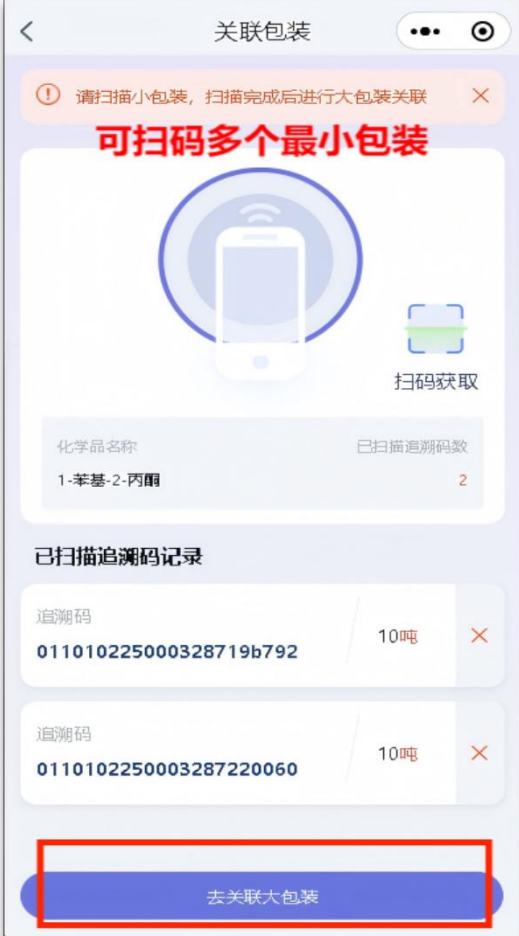 关联包装
请扫描小包装，扫描完成后进行大包装关联
可扫码多个最小包装
扫码获取
化学品名称
已扫描追溯码数
1-苯基-2-丙酮
2
已扫描追溯码记录
追溯码
011010225000328719b792
10吨
追溯码
0110102250003287220060
10吨
去关联大包装